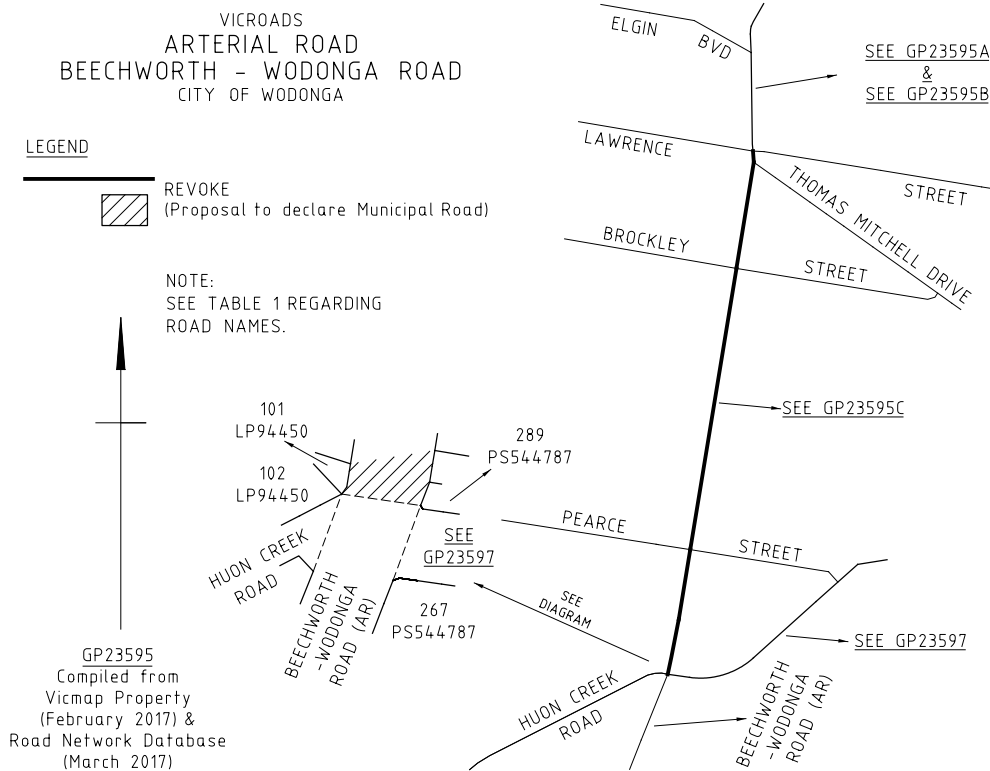 VICROADS
ARTERIAL ROAD
BEECHWORTH - WODONGA ROAD
CITY OF WODONGA
LEGEND
REVOKE
(Proposal to declare Municipal Road)
NOTE:
SEE TABLE 1 REGARDING
ROAD NAMES.
ELGIN
BVD
SEE GP23595A
&
SEE GP23595B
LAWRENCE
STREET
THOMAS MITCHELL DRIVE
BROCKLEY
STREET
SEE GP23595C
101
LP94450
102
LP94450
289
PS544787
SEE
GP23597
HUON CREEK
ROAD
BEECHWORTH
-WODONGA
ROAD (AR)
267
PS544787
PEARCE
STREET
SEE
DIAGRAM
SEE GP23597
HUON CREEK
ROAD
BEECHWORTH
-WODONGA
ROAD (AR)
GP23595
Compiled from
Vicmap Property
(February 2017) &
Road Network Database
(March 2017)